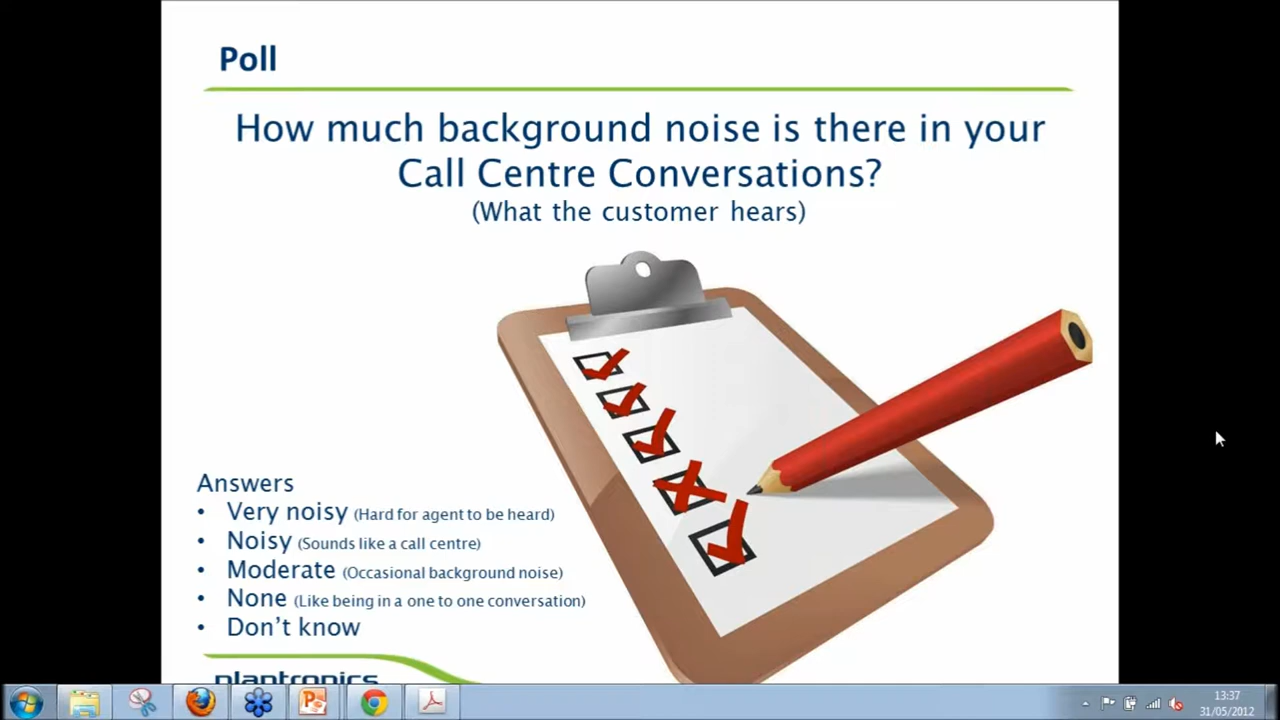 Poll
How much background noise is there in your
Call Centre Conversations?
(What the customer hears)
Answers
• Very noisy (Hard for agent to be heard)
• Noisy (Sounds like a call centre)
• Moderate (Occasional background noise)
• None (Like being in a one to one conversation)
• Don't know
plantronics
13:37
31/05/2012